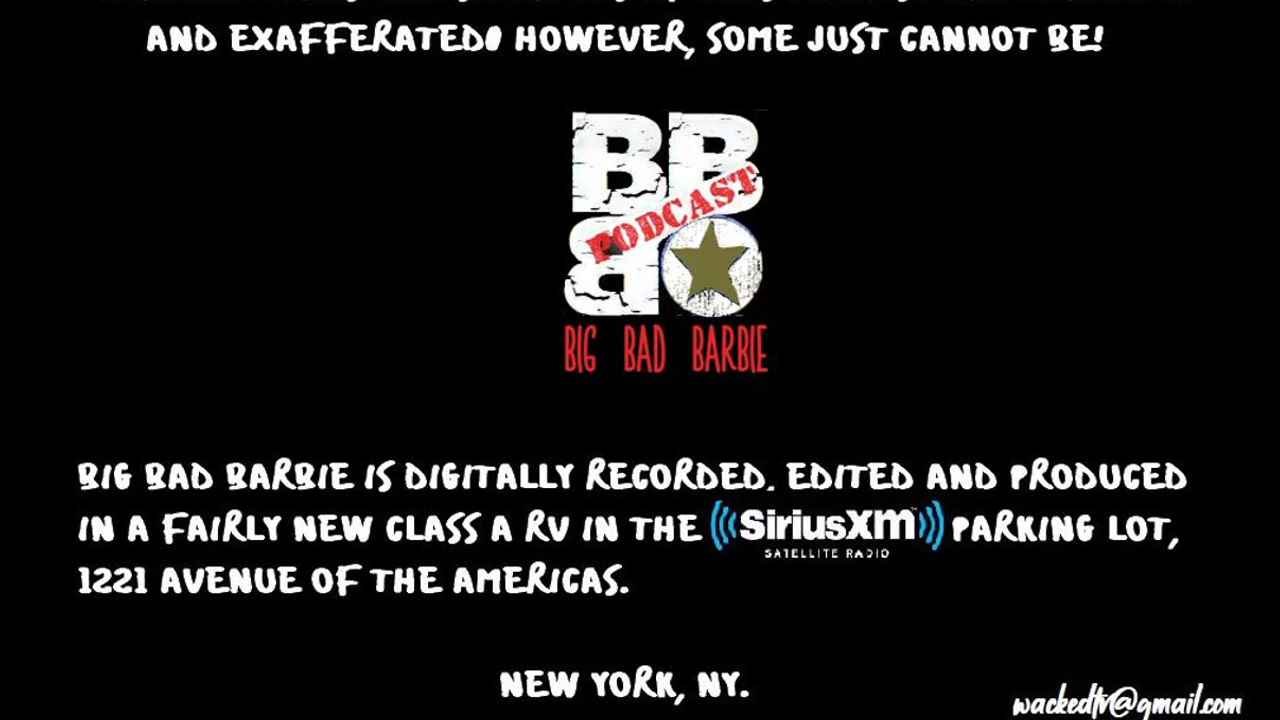 AND EXAFFERATED! HOWEVER, SOME JUST CANNOT BE!
BB
PODCAST
B
BIG BAD BARBIE
BIG BAD BARBIE IS DIGITALLY RECORDED. EDITED AND PRODUCED
IN A FAIRLY NEW CLASS A RV IN THE SiriusXM PARKING LOT,
SATELLITE RADIO
1221 AVENUE OF THE AMERICAS.
NEW YORK, NY.
wackedtv@gmail.com